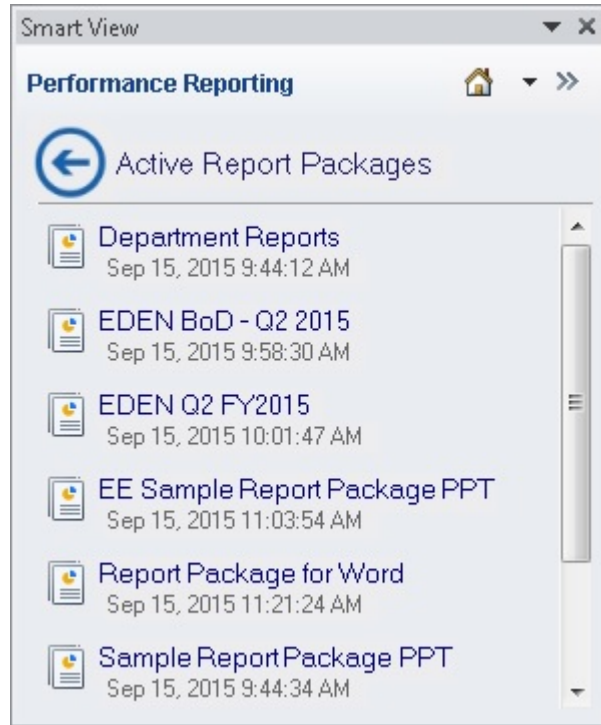 Smart View
Performance Reporting
Active Report Packages
Department Reports
Sep 15, 2015 9:44:12 AM
EDEN BoD - Q2 2015
Sep 15, 2015 9:58:30 AM
EDEN Q2 FY2015
Sep 15, 2015 10:01:47 AM
EE Sample Report Package PPT
Sep 15, 2015 11:03:54 AM
Report Package for Word
Sep 15, 2015 11:21:24 AM
Sample Report Package PPT
Sep 15, 2015 9:44:34 AM